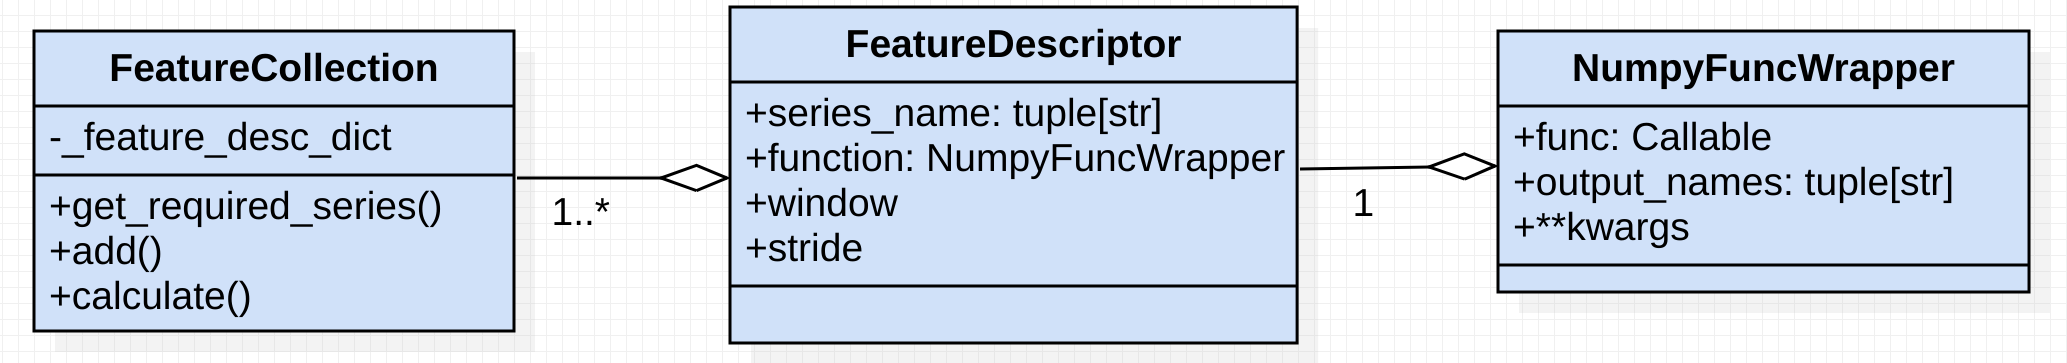 FeatureCollection
-_feature_desc_dict
+get_required_series()
+add()
+calculate()
1..*
FeatureDescriptor
+series_name: tuple[str]
+function: NumpyFuncWrapper
+window
+stride
1
NumpyFuncWrapper
+func: Callable
+output_names: tuple[str]
+**kwargs